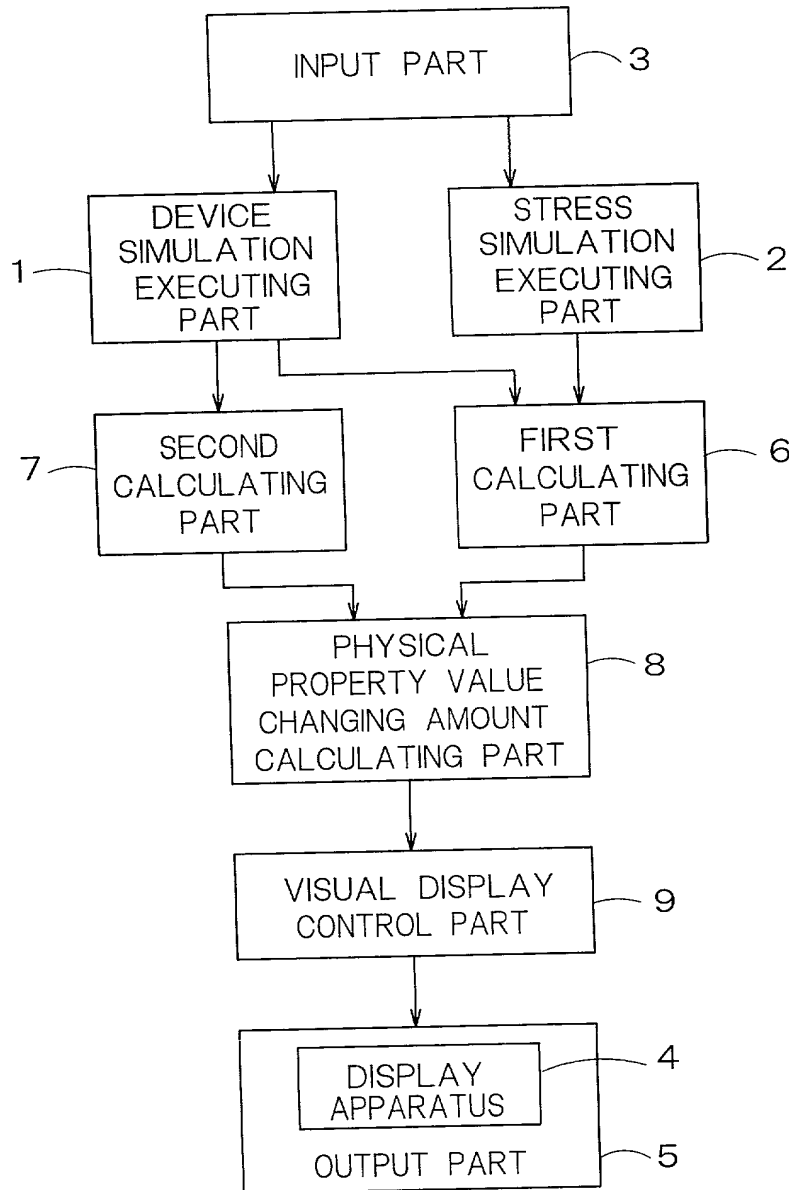 INPUT PART
3
DEVICE
SIMULATION
EXECUTING
PART
1
STRESS
SIMULATION
EXECUTING
PART
2
SECOND
CALCULATING
PART
7
FIRST
CALCULATING
PART
6
PHYSICAL
PROPERTY VALUE
CHANGING AMOUNT
CALCULATING PART
8
VISUAL DISPLAY
CONTROL PART
9
DISPLAY
APPARATUS
4
OUTPUT PART
5